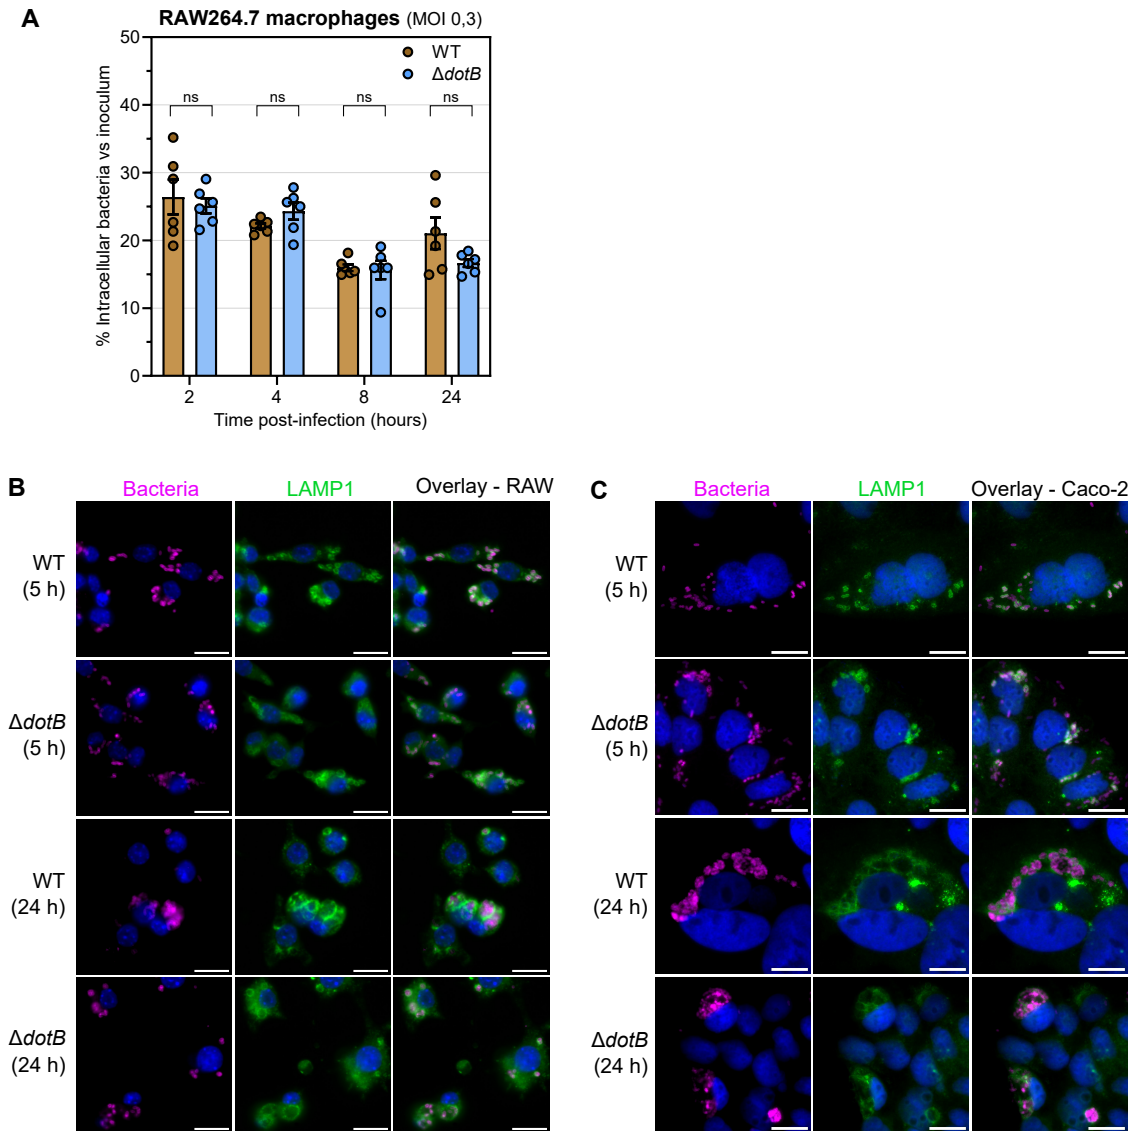 A
RAW264.7 macrophages (MOI 0,3)
% Intracellular bacteria vs inoculum
50
40
30
20
10
0
WT
ΔdotB
ns ns ns ns
2 4 8 24
Time post-infection (hours)
B
Bacteria LAMP1 Overlay - RAW
WT
(5 h)
ΔdotB
(5 h)
WT
(24 h)
ΔdotB
(24 h)
C
Bacteria LAMP1 Overlay - Caco-2
WT
(5 h)
ΔdotB
(5 h)
WT
(24 h)
ΔdotB
(24 h)